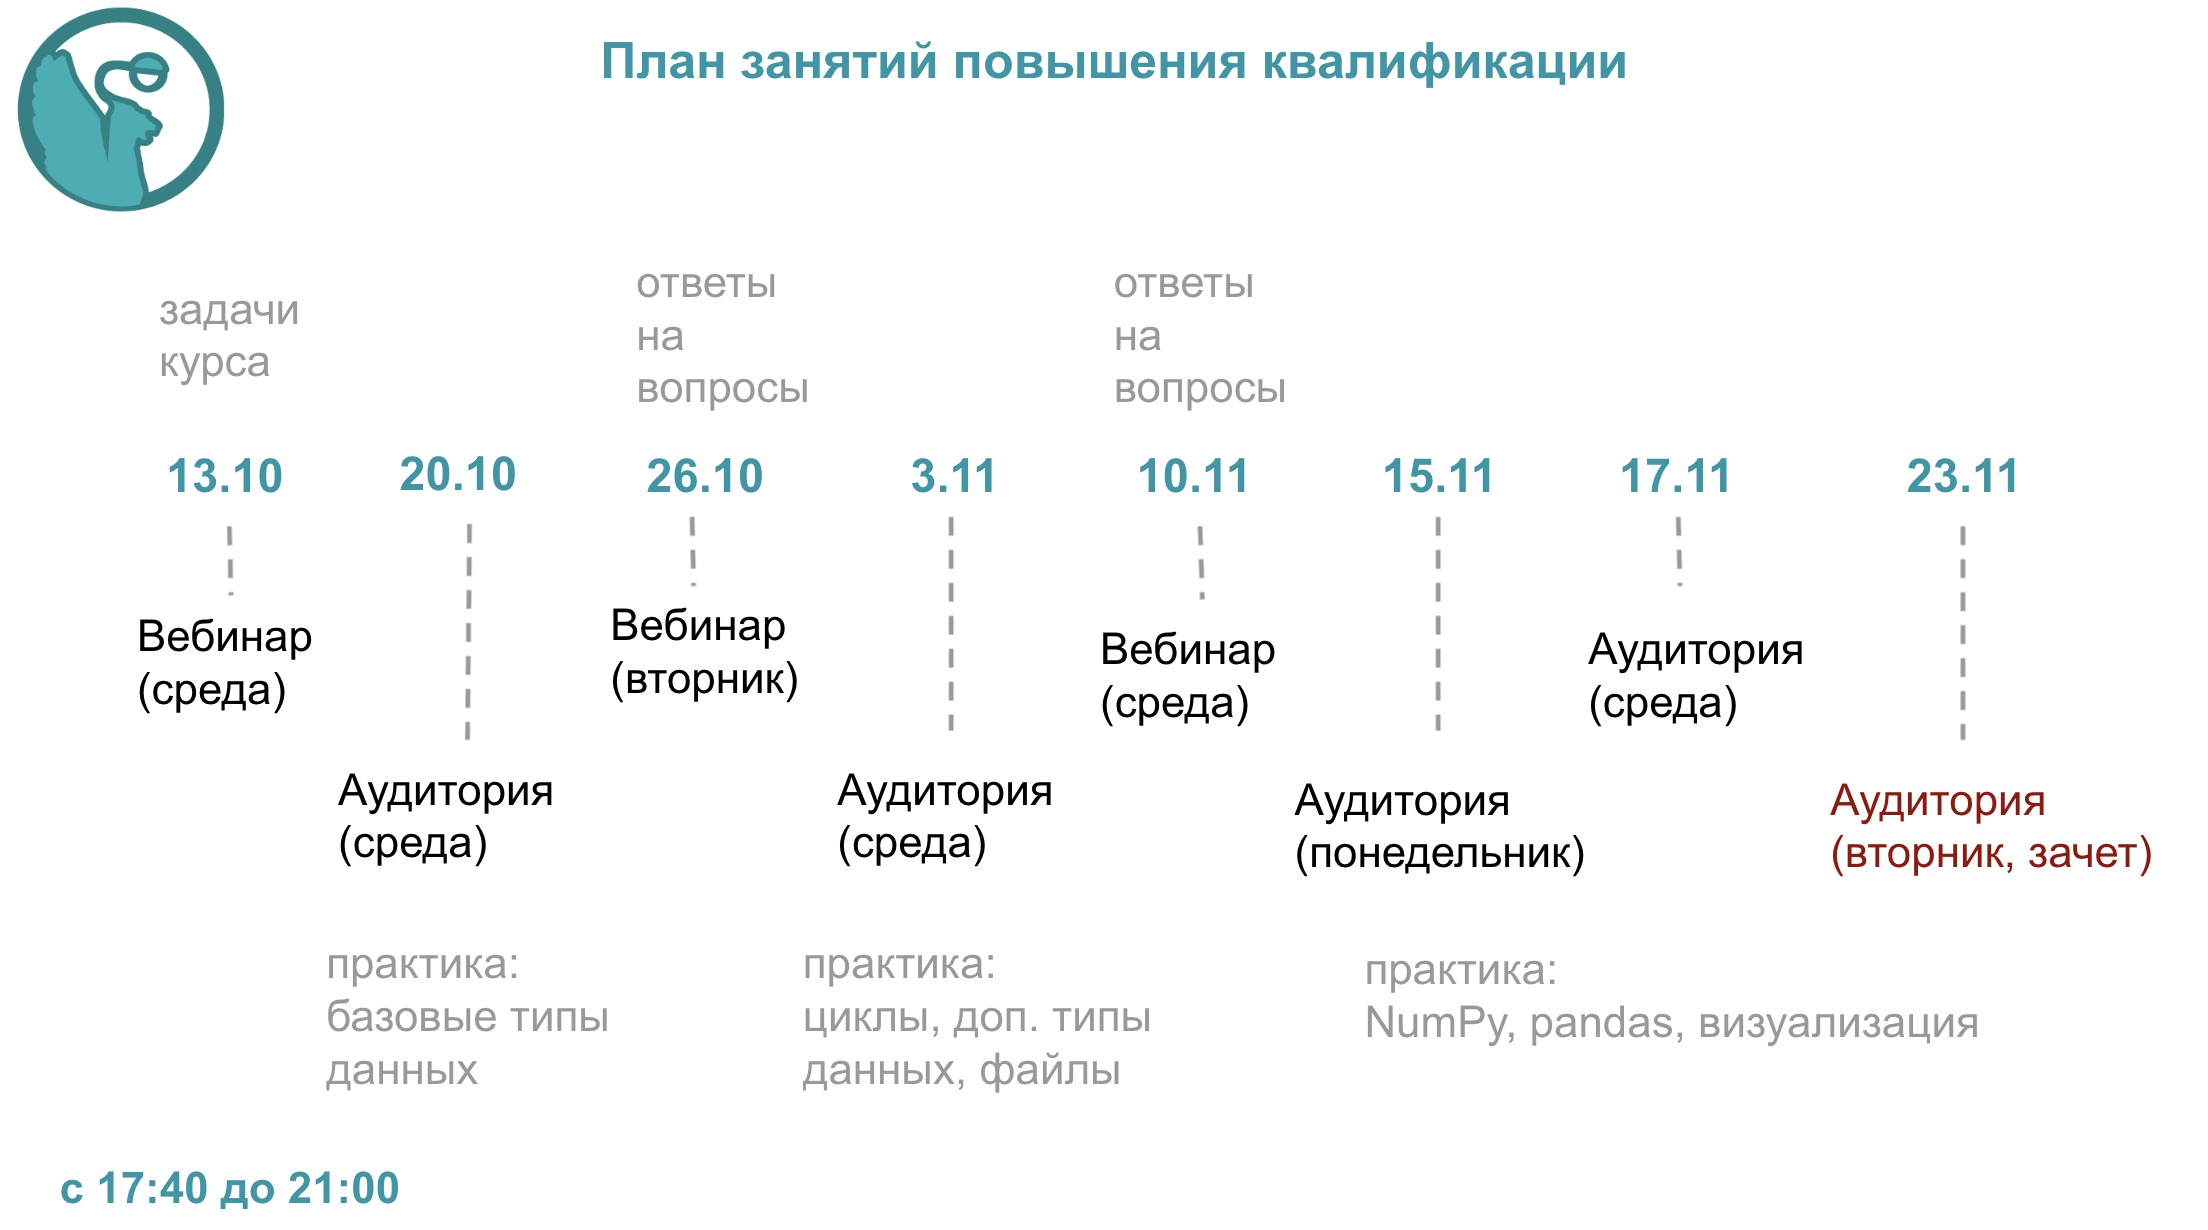 План занятий повышения квалификации
задачи
курса
ответы
на
вопросы
ответы
на
вопросы
13.10
20.10
26.10
3.11
10.11
15.11
17.11
23.11
Вебинар
(среда)
Аудитория
(среда)
Вебинар
(вторник)
Аудитория
(среда)
Вебинар
(среда)
Аудитория
(понедельник)
Аудитория
(среда)
Аудитория
(вторник, зачет)
практика:
базовые типы
данных
практика:
циклы, доп. типы
данных, файлы
практика:
NumPy, pandas, визуализация
с 17:40 до 21:00